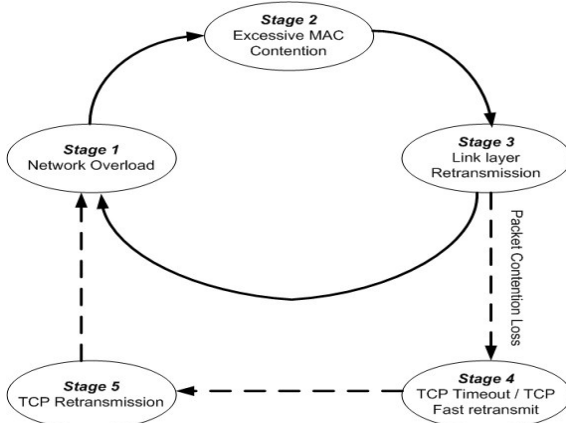 Stage 2
Excessive MAC
Contention
Stage 1
Network Overload
Stage 3
Link layer
Retransmission
Packet Contention Loss
Stage 5
TCP Retransmission
Stage 4
TCP Timeout / TCP
Fast retransmit